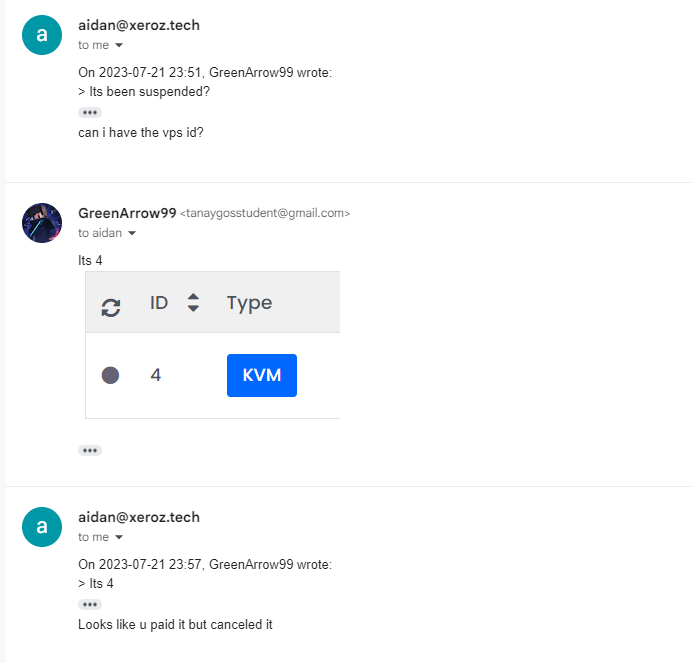 a
aidan@xeroz.tech
to me
On 2023-07-21 23:51, GreenArrow99 wrote:
> Its been suspended?
can i have the vps id?
GreenArrow99 <tanaygosstudent@gmail.com>
to aidan
Its 4
ID Type
4 KVM
a
aidan@xeroz.tech
to me
On 2023-07-21 23:57, GreenArrow99 wrote:
> Its 4
Looks like u paid it but canceled it